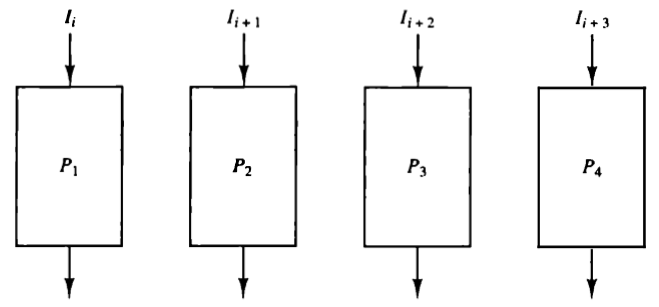 I_i I_{i+1} I_{i+2} I_{i+3}
P_1 P_2 P_3 P_4